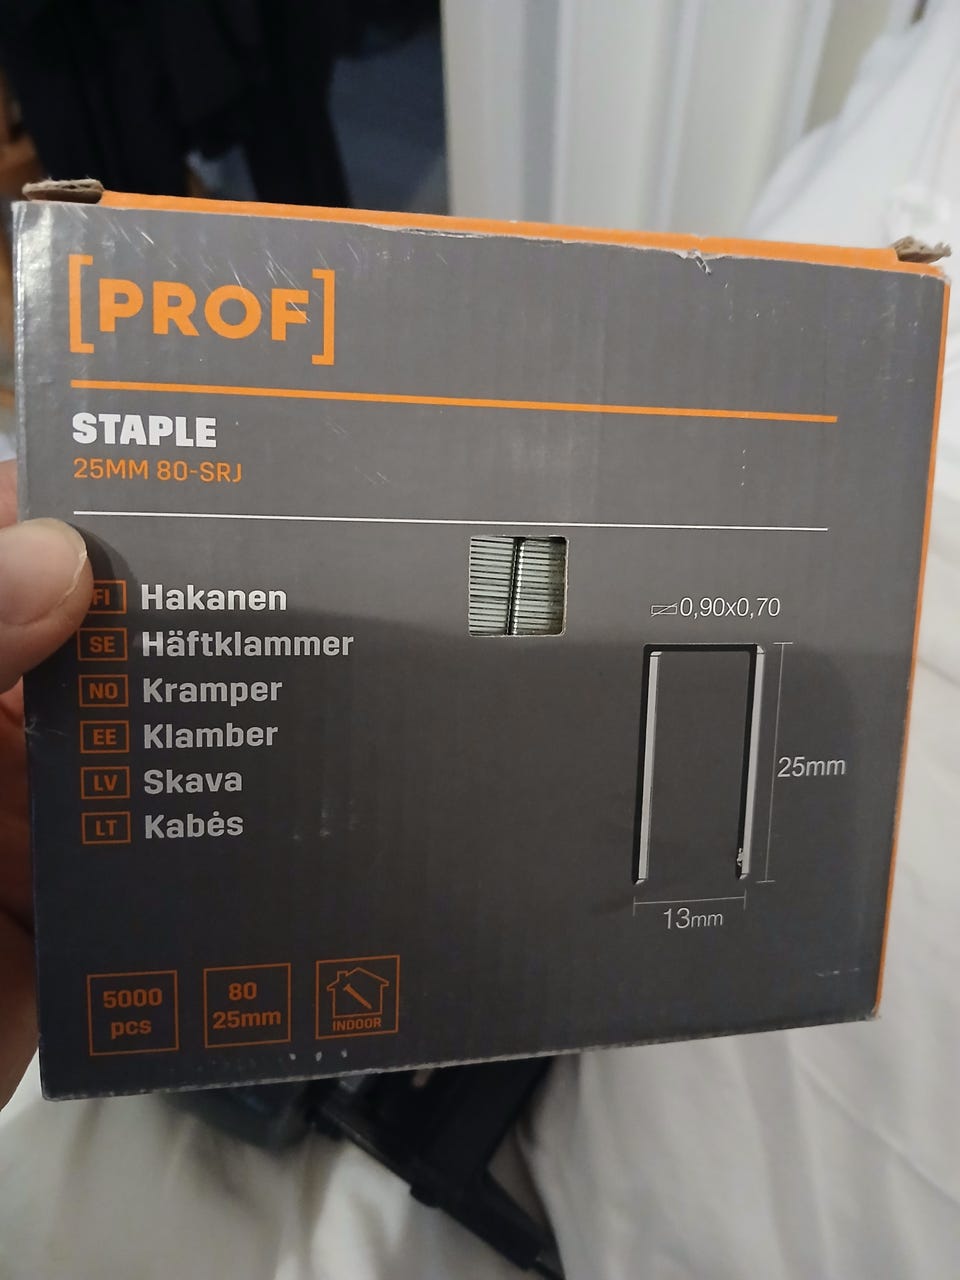 [PROF]
STAPLE
25MM 80-SRJ
FI Hakanen
SE Häftklammer
NO Kramper
EE Klamber
LV Skava
LT Kabės
0,90x0,70
25mm
13mm
5000
pcs
80
25mm
INDOOR